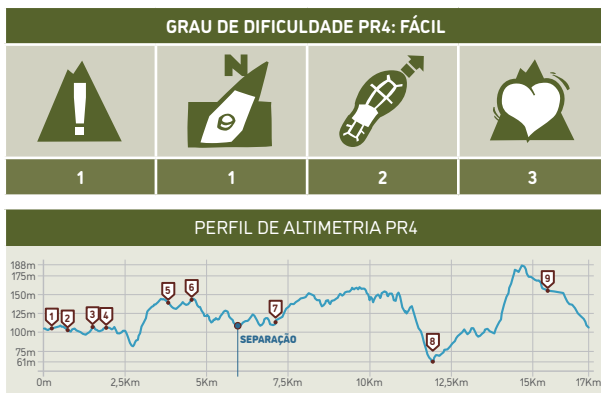 GRAU DE DIFICULDADE PR4: FÁCIL
N
1 1 2 3
PERFIL DE ALTIMETRIA PR4
188m
175m
150m
125m
100m
75m
61m
1 2 3 4 5 6 7 8 9
SEPARAÇÃO
0m 2,5Km 5Km 7,5Km 10Km 12,5Km 15Km 17Km